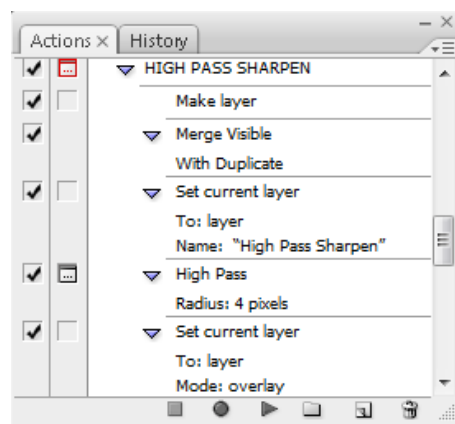 Actions × History
HIGH PASS SHARPEN
Make layer
Merge Visible
With Duplicate
Set current layer
To: layer
Name: “High Pass Sharpen”
High Pass
Radius: 4 pixels
Set current layer
To: layer
Mode: overlay